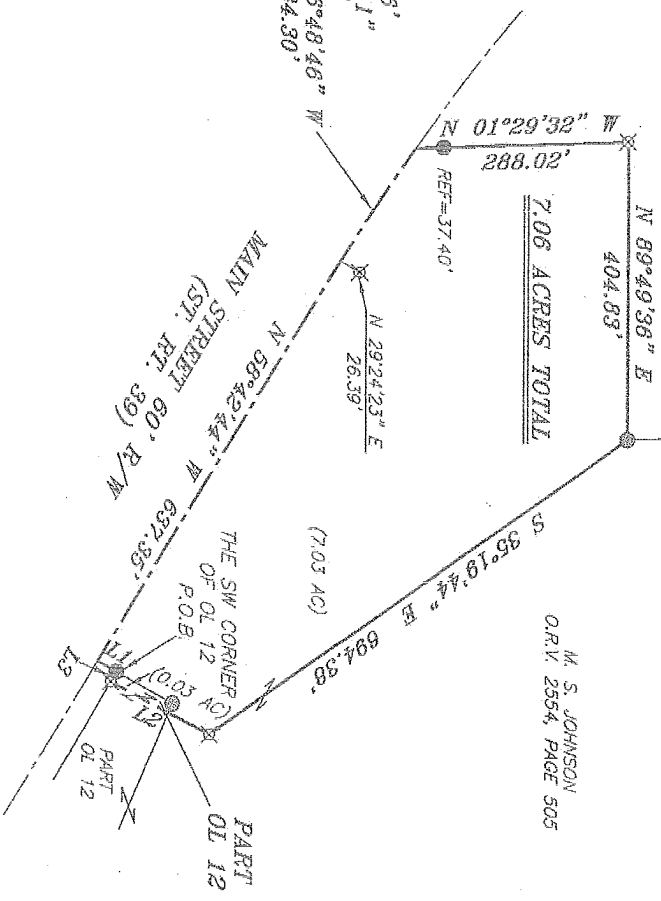 6'
1"
6°48'46" W
4.30'
N 01°29'32" W
288.02'
REF=37.40'
N 89°49'36" E
404.83'
7.06 ACRES TOTAL
N 29°24'23" E
26.39'
MAIN STREET 60' R/W
(ST. RT. 39)
N 58°42'44" W 637.35'
(7.03 AC)
S 35°19'44" E 694.38'
M. S. JOHNSON
O.R.V. 2554, PAGE 505
THE SW CORNER
OF OL 12
P.O.B
L1
L3
(0.03 AC)
L2
PART
OL 12
PART
OL 12